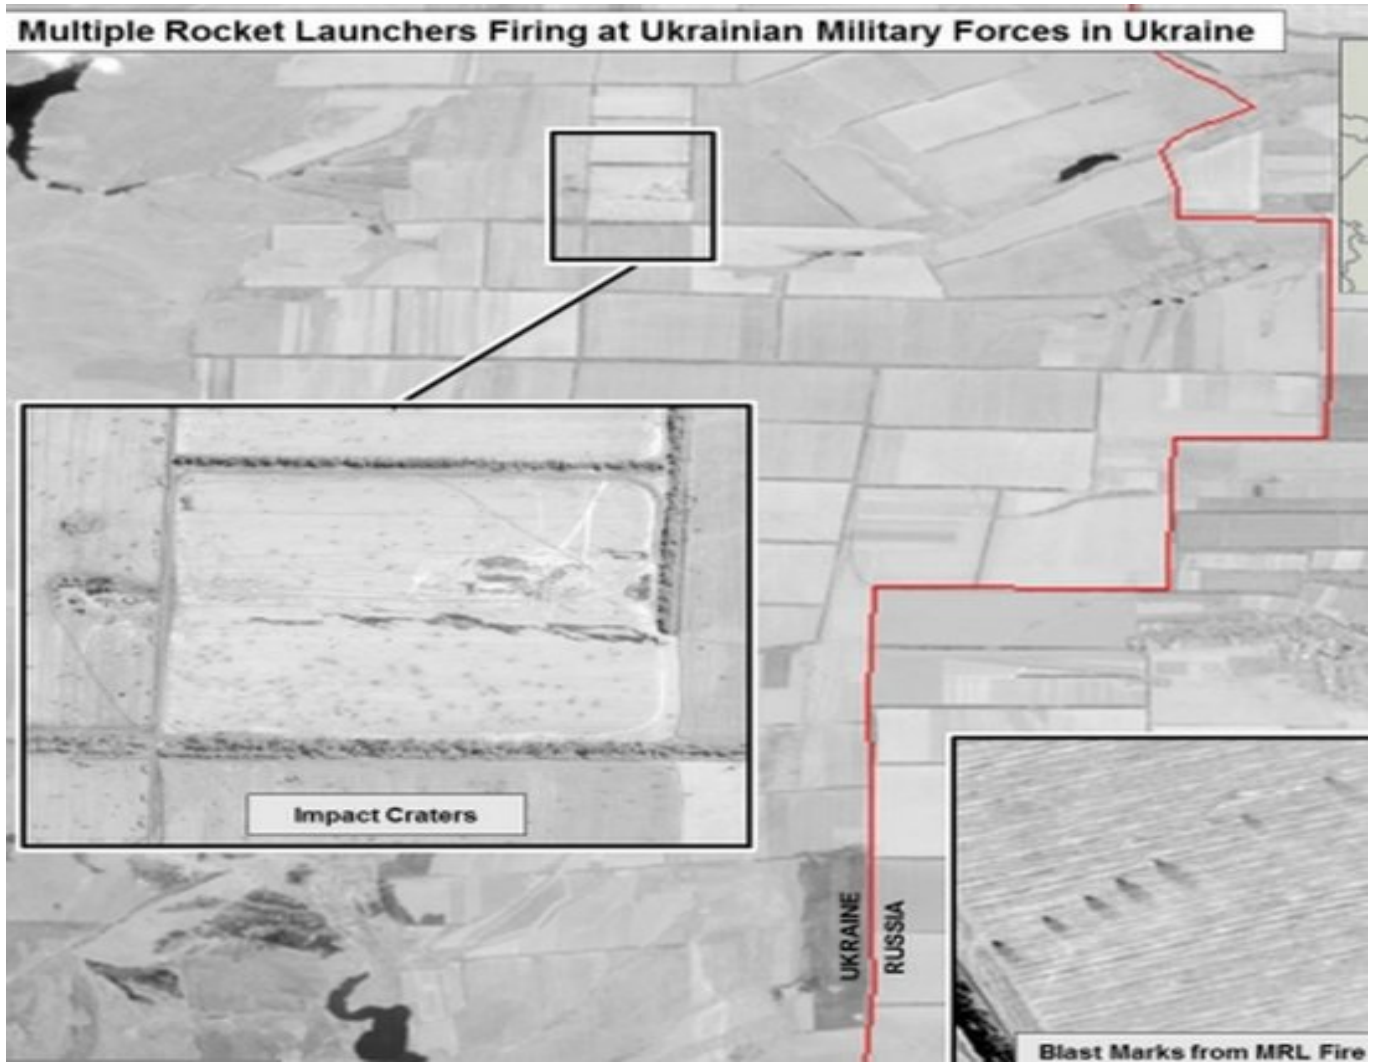 Multiple Rocket Launchers Firing at Ukrainian Military Forces in Ukraine
Impact Craters
UKRAINE
RUSSIA
Blast Marks from MRL Fire